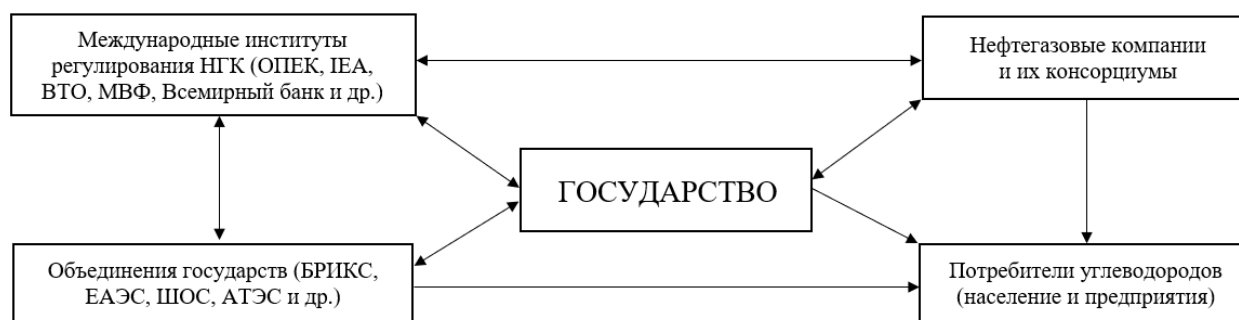 Международные институты
регулирования НГК (ОПЕК, IEA,
ВТО, МВФ, Всемирный банк и др.)
Нефтегазовые компании
и их консорциумы
ГОСУДАРСТВО
Объединения государств (БРИКС,
ЕАЭС, ШОС, АТЭС и др.)
Потребители углеводородов
(население и предприятия)